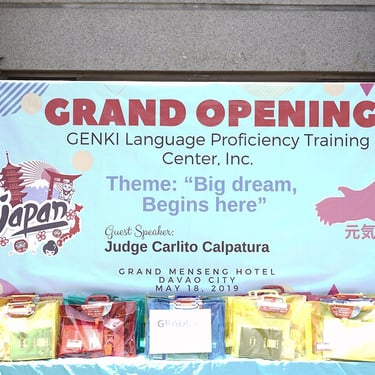 GRAND OPENING
GENKI Language Proficiency Training
Center, Inc.
Theme: “Big dream,
Begins here”
Japan
元気
Guest Speaker:
Judge Carlito Calpatura
GRAND MENSENG HOTEL
DAVAO CITY
MAY 18, 2019